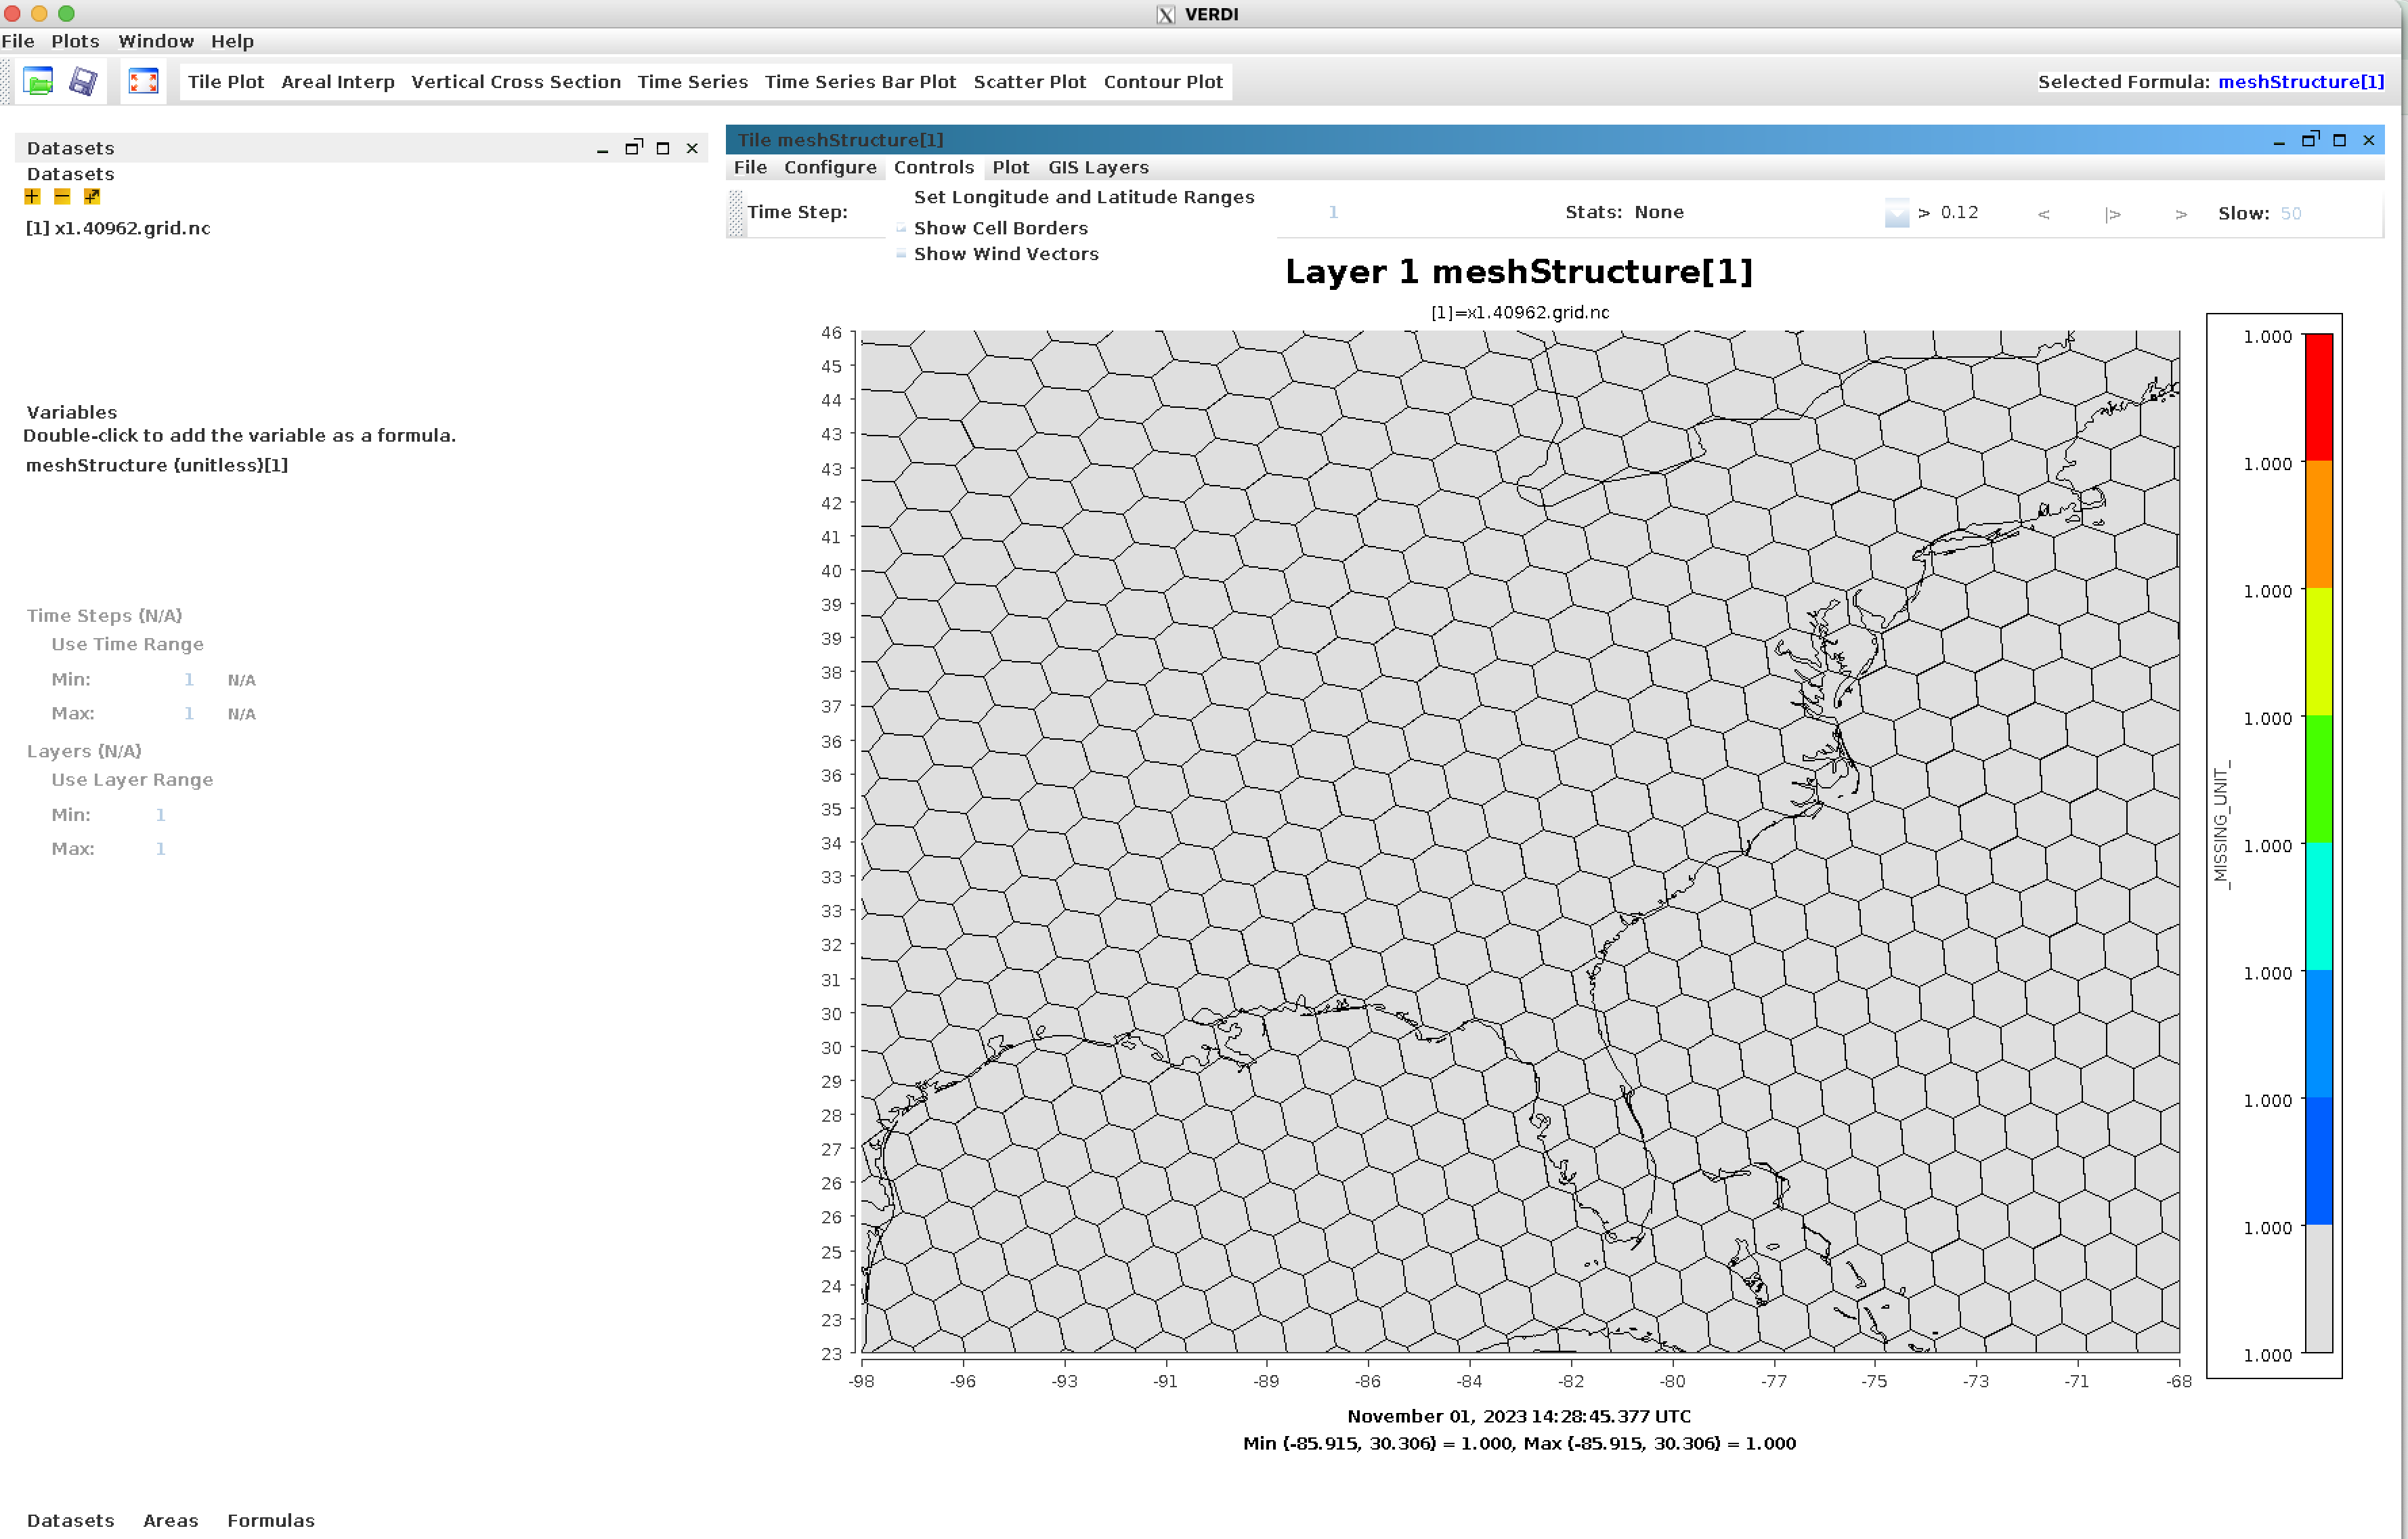 VERDI
File Plots Window Help
Tile Plot Areal Interp Vertical Cross Section Time Series Time Series Bar Plot Scatter Plot Contour Plot Selected Formula: meshStructure[1]
Datasets
Datasets
[1] x1.40962.grid.nc
Variables
Double-click to add the variable as a formula.
meshStructure (unitless)[1]
Time Steps (N/A)
Use Time Range
Min: 1 N/A
Max: 1 N/A
Layers (N/A)
Use Layer Range
Min: 1
Max: 1
Datasets Areas Formulas
Tile meshStructure[1]
File Configure Controls Plot GIS Layers
Set Longitude and Latitude Ranges
Show Cell Borders
Show Wind Vectors
Time Step: 1 Stats: None > 0.12 < |> > Slow: 50
Layer 1 meshStructure[1]
[1]=x1.40962.grid.nc
46
45
44
43
43
42
41
40
39
39
38
37
36
36
35
34
33
33
32
31
30
30
29
28
27
26
26
25
24
23
23
-98 -96 -93 -91 -89 -86 -84 -82 -80 -77 -75 -73 -71 -68
November 01, 2023 14:28:45.377 UTC
Min (-85.915, 30.306) = 1.000, Max (-85.915, 30.306) = 1.000
_MISSING_UNIT_
1.000
1.000
1.000
1.000
1.000
1.000
1.000
1.000
1.000